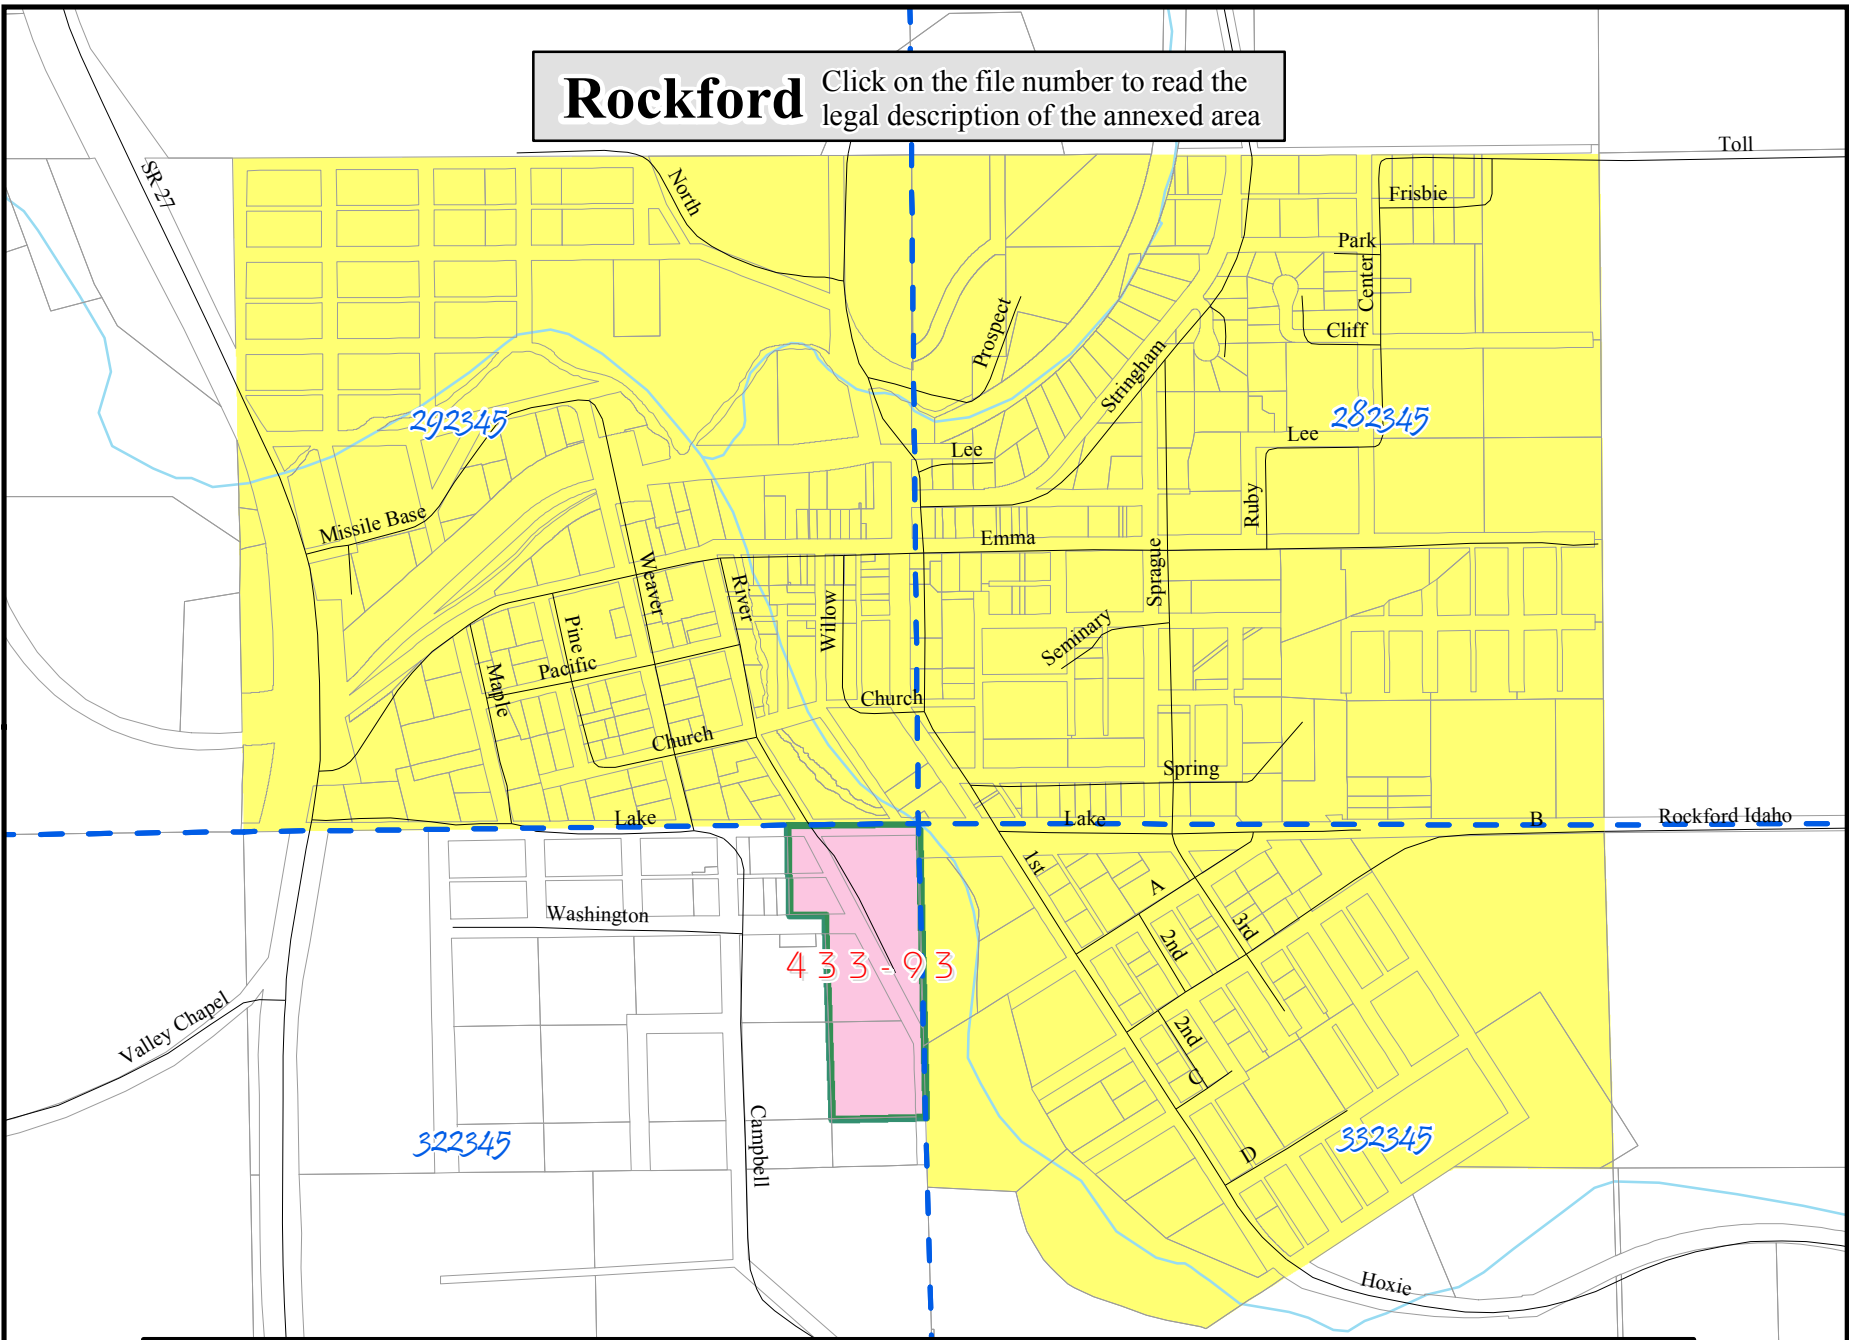 Rockford
Click on the file number to read the
legal description of the annexed area
Toll
SR 27
North
Frisbie
Park
Center
Prospect
Cliff
Stringham
292345
282345
Lee
Lee
Missile Base
Ruby
Emma
Weaver
River
Willow
Sprague
Pine
Seminary
Pacific
Maple
Church
Church
Spring
Lake
Lake
B
Rockford Idaho
1st
A
Washington
2nd
3rd
433-93
Valley Chapel
2nd
C
322345
Campbell
332345
D
Hoxie